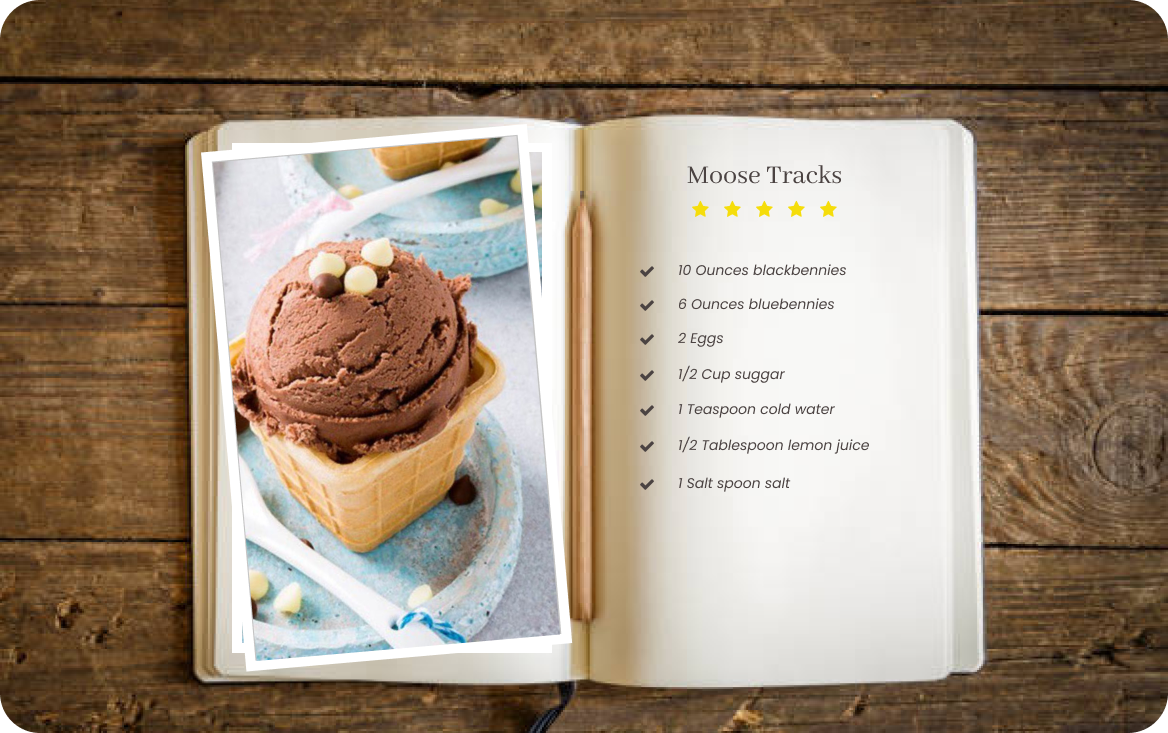 Moose Tracks
10 Ounces blackbennies
6 Ounces bluebennies
2 Eggs
1/2 Cup suggar
1 Teaspoon cold water
1/2 Tablespoon lemon juice
1 Salt spoon salt